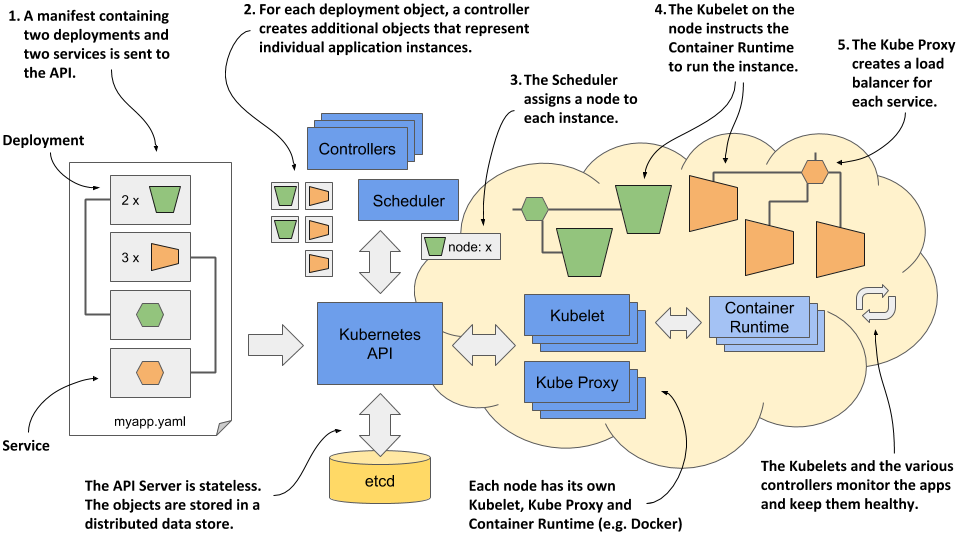 1. A manifest containing
two deployments and
two services is sent
to the API.
2. For each deployment object, a controller
creates additional objects that represent
individual application instances.
3. The Scheduler
assigns a node to
each instance.
4. The Kubelet on the
node instructs the
Container Runtime
to run the instance.
5. The Kube Proxy
creates a load
balancer for
each service.
Deployment
2 x
3 x
myapp.yaml
Service
Controllers
Scheduler
node: x
Kubernetes
API
Kubelet
Kube Proxy
Container
Runtime
etcd
The API Server is stateless.
The objects are stored in a
distributed data store.
Each node has its own
Kubelet, Kube Proxy and
Container Runtime (e.g. Docker)
The Kubelets and the various
controllers monitor the apps
and keep them healthy.